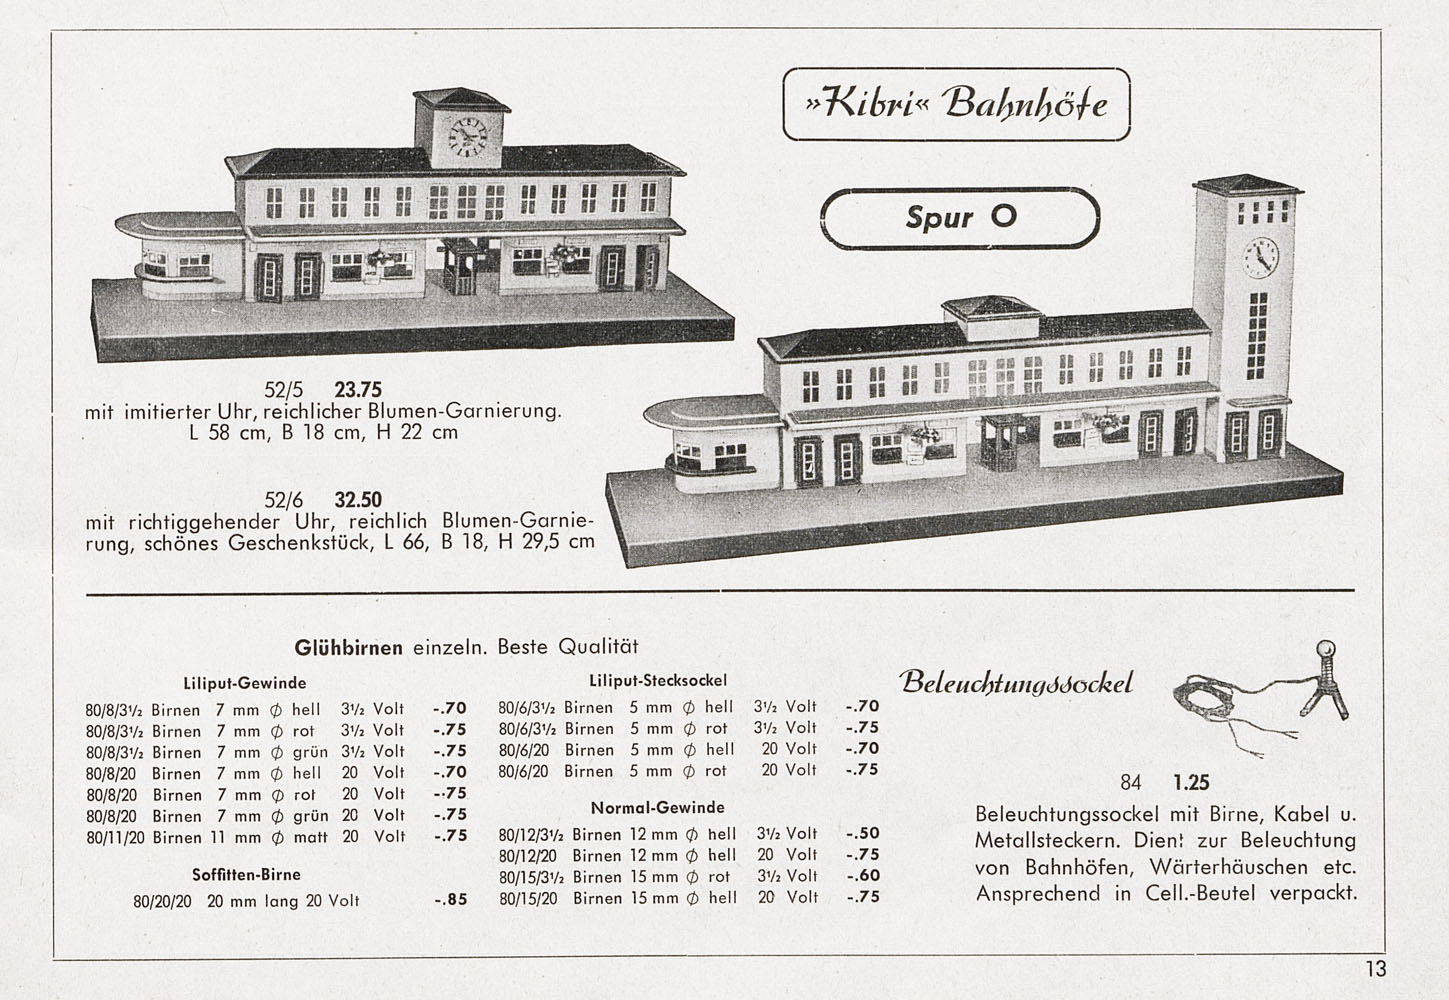 »Kibri« Bahnhöfe
Spur O
52/5 23.75
mit imitierter Uhr, reichlicher Blumen-Garnierung.
L 58 cm, B 18 cm, H 22 cm
52/6 32.50
mit richtiggehender Uhr, reichlich Blumen-Garnie-
rung, schönes Geschenkstück, L 66, B 18, H 29,5 cm
Glühbirnen einzeln. Beste Qualität
Liliput-Gewinde
80/8/3½ Birnen 7 mm ∅ hell 3½ Volt -.70
80/8/3½ Birnen 7 mm ∅ rot 3½ Volt -.75
80/8/3½ Birnen 7 mm ∅ grün 3½ Volt -.75
80/8/20 Birnen 7 mm ∅ hell 20 Volt -.70
80/8/20 Birnen 7 mm ∅ rot 20 Volt -.75
80/8/20 Birnen 7 mm ∅ grün 20 Volt -.75
80/11/20 Birnen 11 mm ∅ matt 20 Volt -.75
Soffitten-Birne
80/20/20 20 mm lang 20 Volt -.85
Liliput-Stecksockel
80/6/3½ Birnen 5 mm ∅ hell 3½ Volt -.70
80/6/3½ Birnen 5 mm ∅ rot 3½ Volt -.75
80/6/20 Birnen 5 mm ∅ hell 20 Volt -.70
80/6/20 Birnen 5 mm ∅ rot 20 Volt -.75
Normal-Gewinde
80/12/3½ Birnen 12 mm ∅ hell 3½ Volt -.50
80/12/20 Birnen 12 mm ∅ hell 20 Volt -.75
80/15/3½ Birnen 15 mm ∅ rot 3½ Volt -.60
80/15/20 Birnen 15 mm ∅ hell 20 Volt -.75
Beleuchtungssockel
84 1.25
Beleuchtungssockel mit Birne, Kabel u.
Metallsteckern. Dient zur Beleuchtung
von Bahnhöfen, Wärterhäuschen etc.
Ansprechend in Cell.-Beutel verpackt.
13